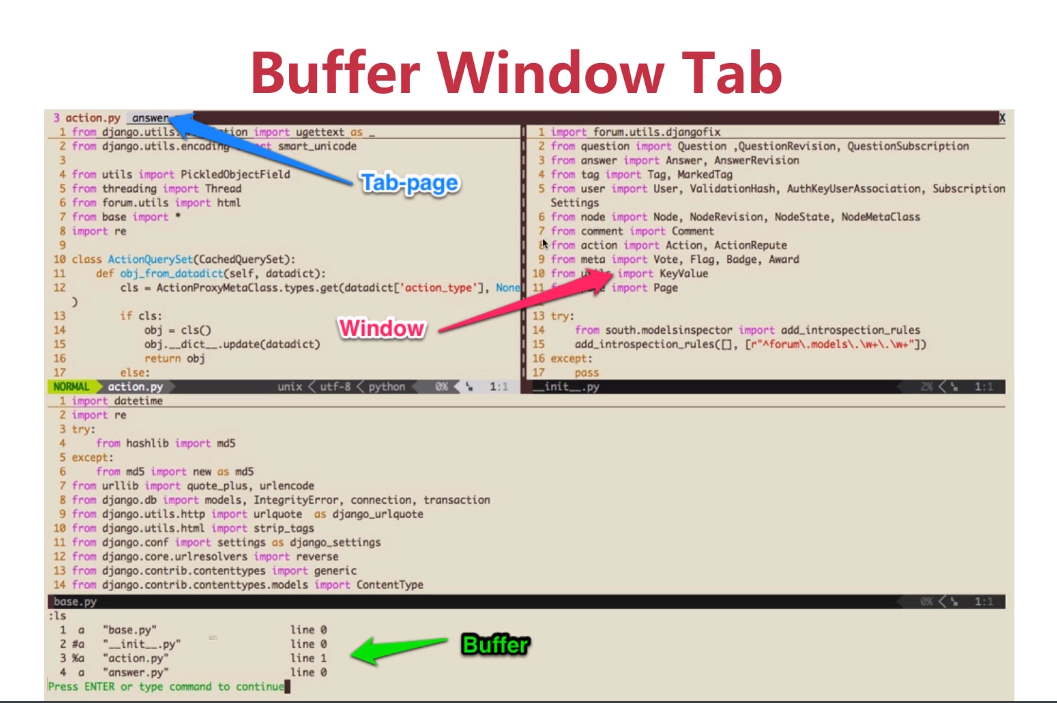 Buffer Window Tab
3 action.py answer X
1 from django.utils. tion import ugettext as _
2 from django.utils.encoding import smart_unicode
3
4 from utils import PickledObjectField
5 from threading import Thread
6 from forum.utils import html
7 from base import *
8 import re
9
10 class ActionQuerySet(CachedQuerySet):
11 def obj_from_datadict(self, datadict):
12 cls = ActionProxyMetaClass.types.get(datadict['action_type'], None
)
13 if cls:
14 obj = cls()
15 obj.__dict__.update(datadict)
16 return obj
17 else:
NORMAL action.py unix < utf-8 < python 0% < 1:1
Tab-page
1 import forum.utils.djangofix
2 from question import Question ,QuestionRevision, QuestionSubscription
3 from answer import Answer, AnswerRevision
4 from tag import Tag, MarkedTag
5 from user import User, ValidationHash, AuthKeyUserAssociation, Subscription
Settings
6 from node import Node, NodeRevision, NodeState, NodeMetaClass
7 from comment import Comment
8 from action import Action, ActionRepute
9 from meta import Vote, Flag, Badge, Award
10 from utils import KeyValue
11 import Page
12
13 try:
14 from south.modelsinspector import add_introspection_rules
15 add_introspection_rules([], [r"^forum\.models\.\w+\.\w+"])
16 except:
17 pass
__init__.py 2% < 1:1
Window
1 import datetime
2 import re
3 try:
4 from hashlib import md5
5 except:
6 from md5 import new as md5
7 from urllib import quote_plus, urlencode
8 from django.db import models, IntegrityError, connection, transaction
9 from django.utils.http import urlquote as django_urlquote
10 from django.utils.html import strip_tags
11 from django.conf import settings as django_settings
12 from django.core.urlresolvers import reverse
13 from django.contrib.contenttypes import generic
14 from django.contrib.contenttypes.models import ContentType
base.py 0% < 1:1
:ls
1 a "base.py" line 0
2 #a "__init__.py" line 0
3 %a "action.py" line 1
4 a "answer.py" line 0
Press ENTER or type command to continue
Buffer